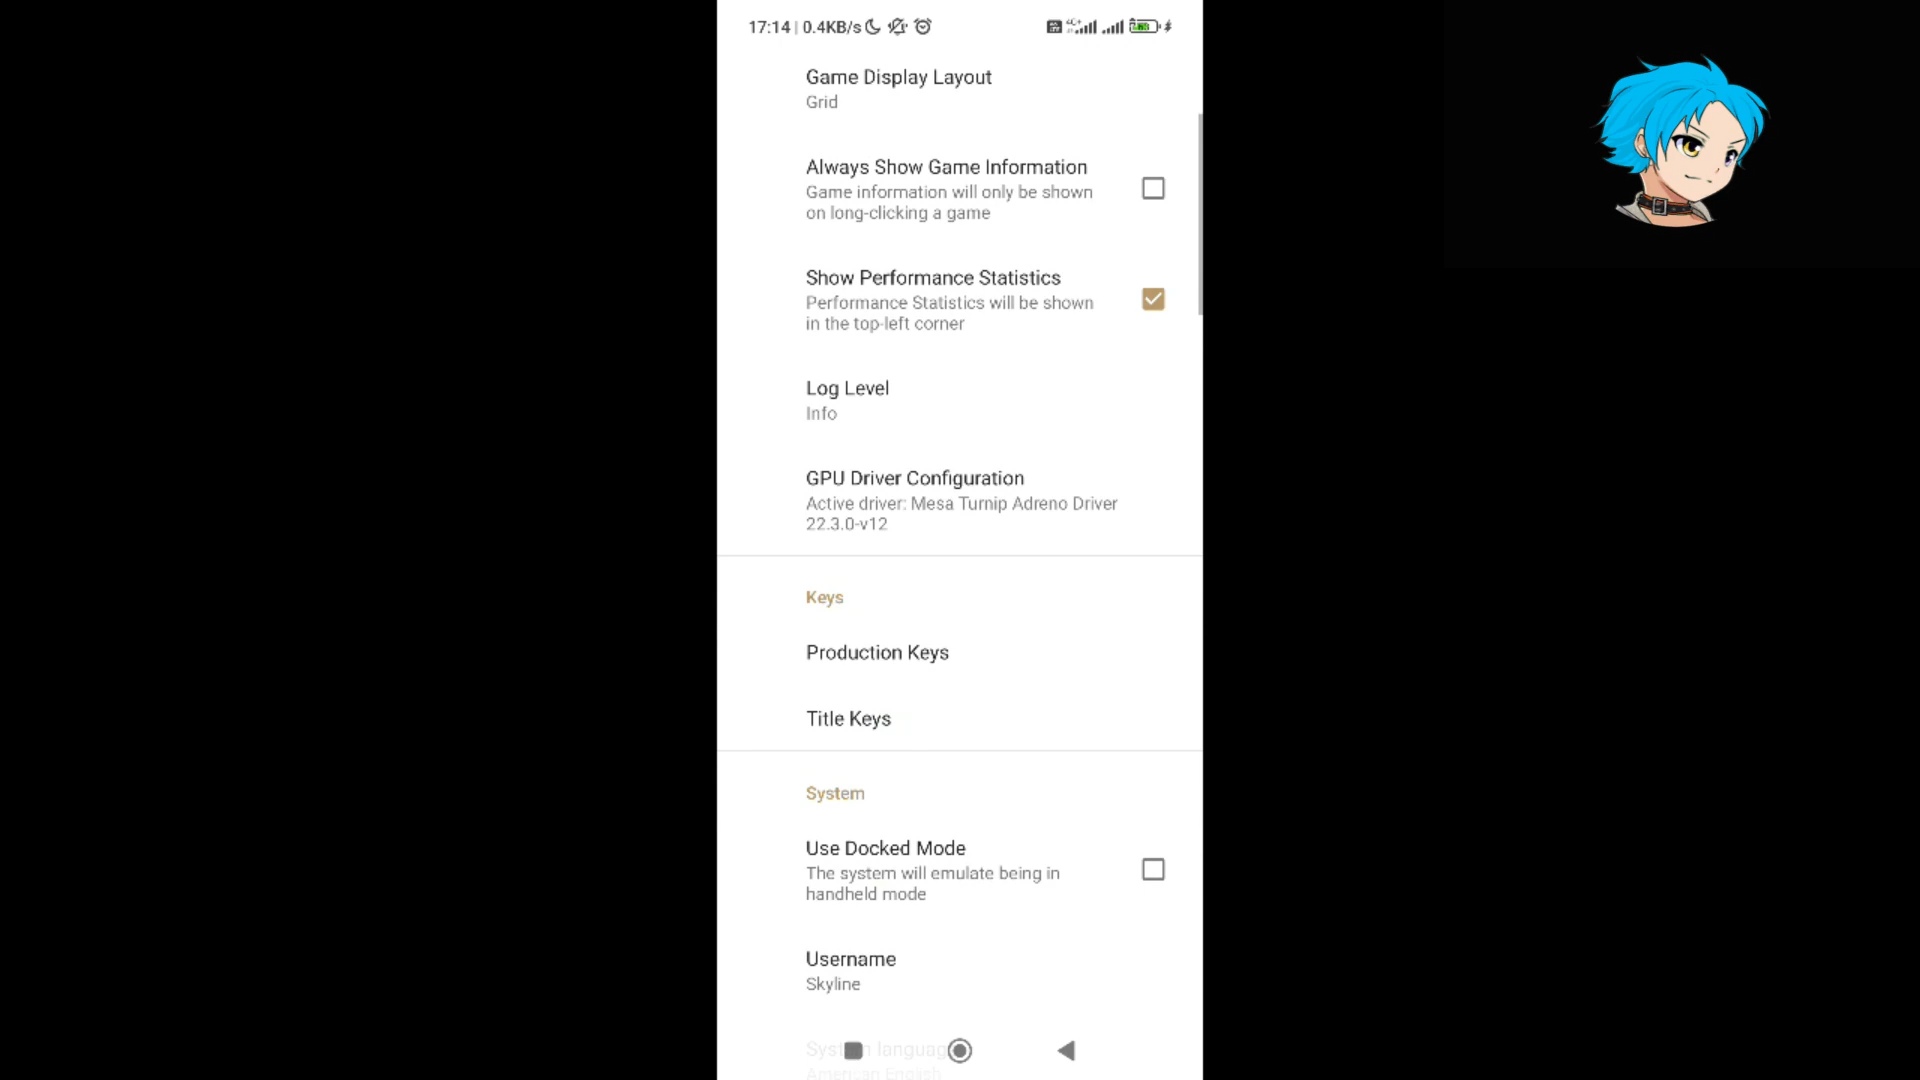 17:14 | 0.4KB/s
Game Display Layout
Grid
Always Show Game Information
Game information will only be shown
on long-clicking a game
Show Performance Statistics
Performance Statistics will be shown
in the top-left corner
Log Level
Info
GPU Driver Configuration
Active driver: Mesa Turnip Adreno Driver
22.3.0-v12
Keys
Production Keys
Title Keys
System
Use Docked Mode
The system will emulate being in
handheld mode
Username
Skyline
American English